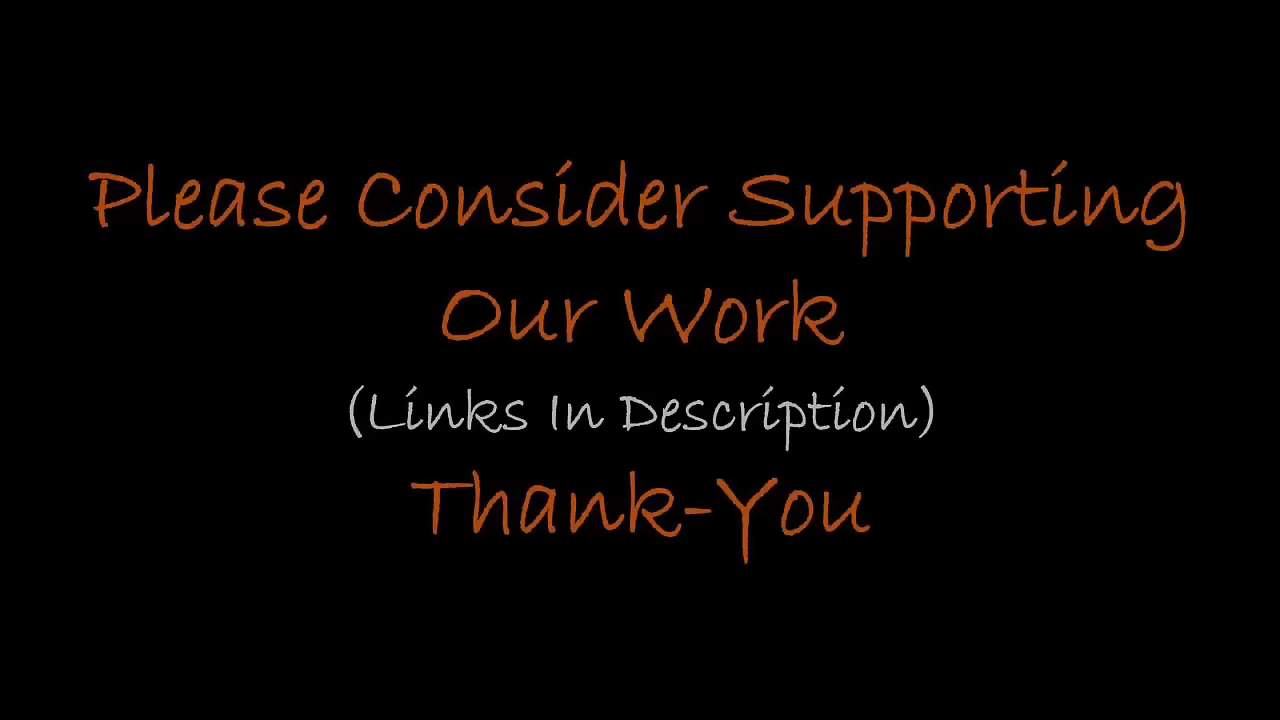 Please Consider Supporting
Our Work
(Links In Description)
Thank-You